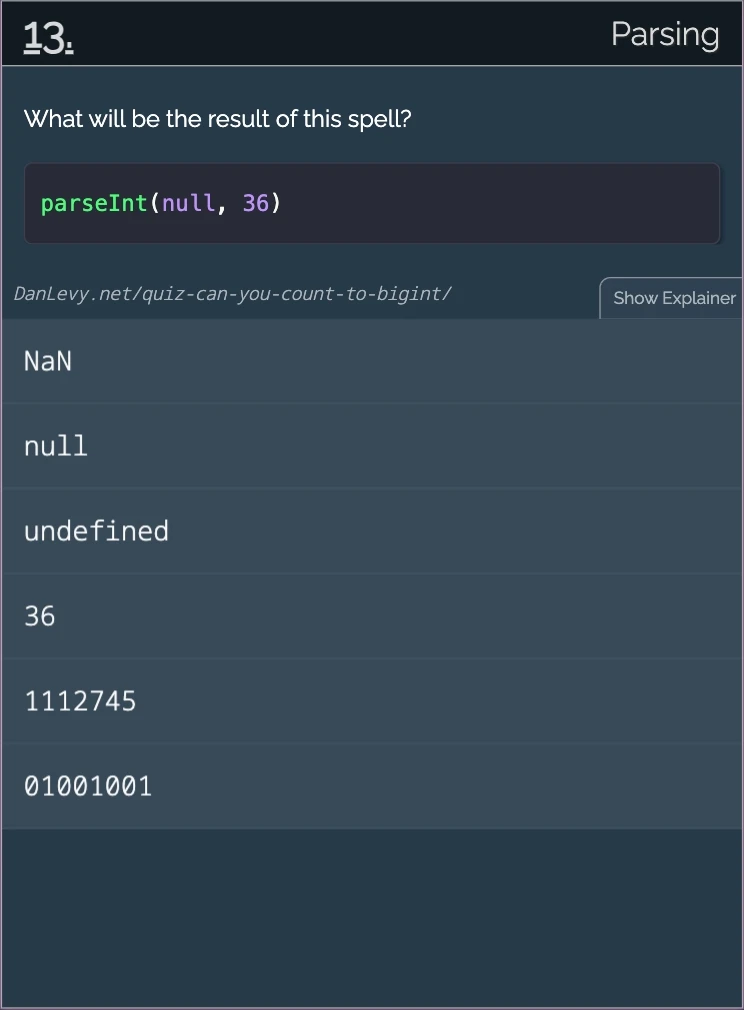 13.
Parsing
What will be the result of this spell?
parseInt(null, 36)
DanLevy.net/quiz-can-you-count-to-bigint/
Show Explainer
NaN
null
undefined
36
1112745
01001001